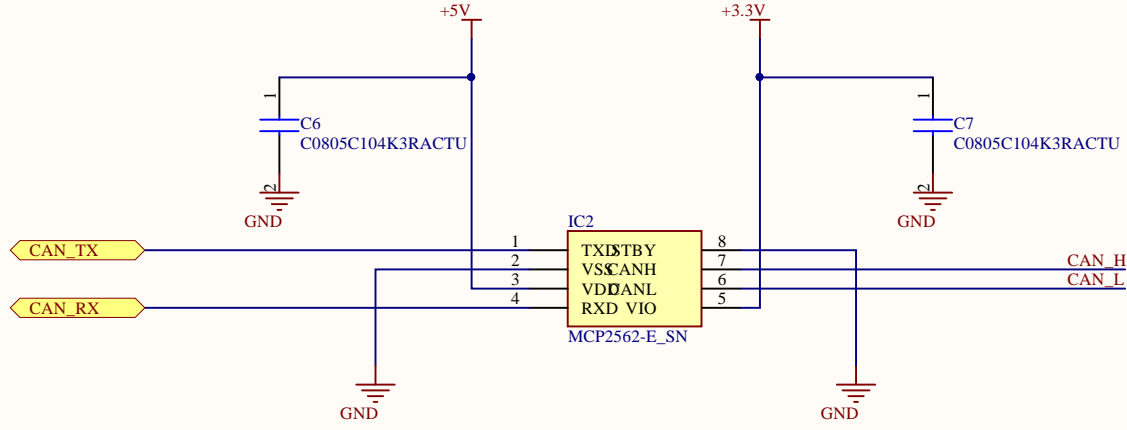 +5V
+3.3V
1
C6
C0805C104K3RACTU
2
GND
1
C7
C0805C104K3RACTU
2
GND
IC2
CAN_TX
1
TXD
STBY
8
2
VSS
CANH
7
CAN_H
3
VDD
CANL
6
CAN_L
CAN_RX
4
RXD
VIO
5
MCP2562-E_SN
GND
GND